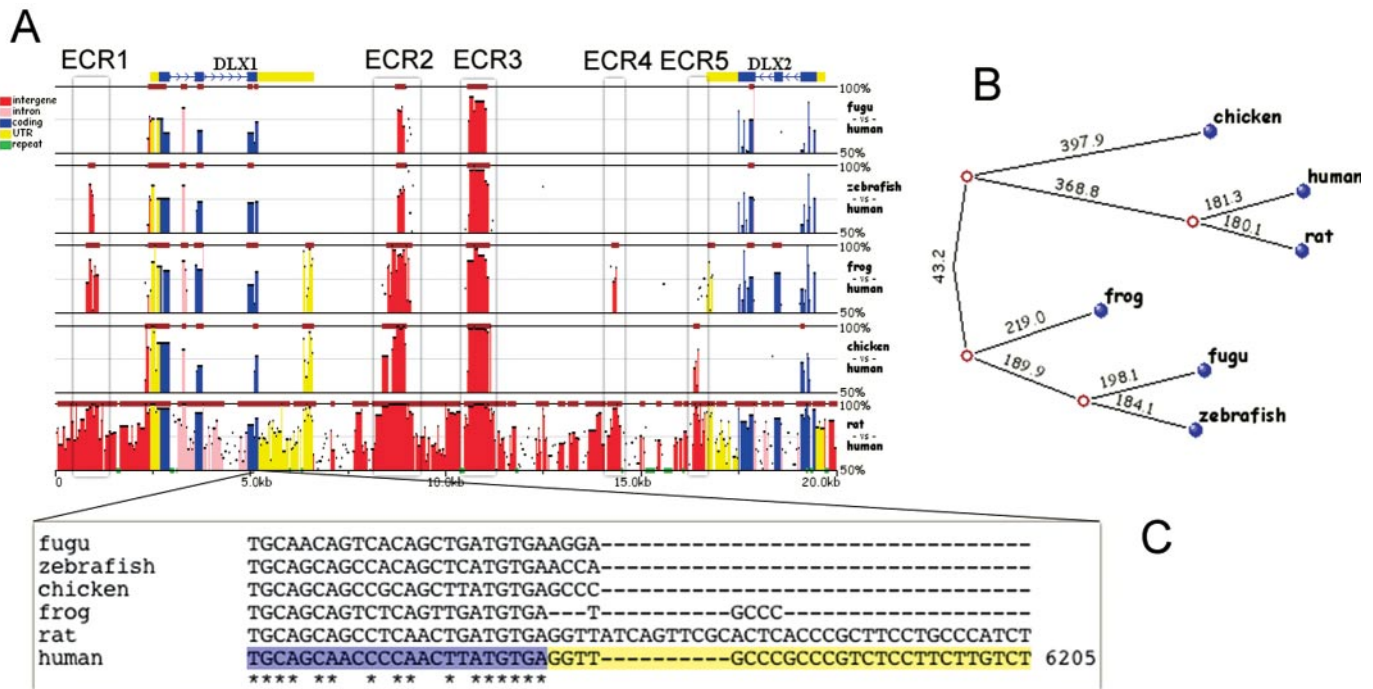 A
ECR1
ECR2
ECR3
ECR4
ECR5
DLX1
DLX2
intergene
intron
coding
UTR
repeat
100%
fugu
- vs -
human
50%
100%
zebrafish
- vs -
human
50%
100%
frog
- vs -
human
50%
100%
chicken
- vs -
human
50%
100%
rat
- vs -
human
50%
0
5.0kb
10.0kb
15.0kb
20.0kb
B
chicken
397.9
human
368.8
181.3
180.1
rat
43.2
frog
219.0
fugu
189.9
198.1
184.1
zebrafish
C
fugu TGCAACAGTCACAGCTGATGTGAAGGA---------------------------------
zebrafish TGCAGCAGCCACAGCTCATGTGAACCA---------------------------------
chicken TGCAGCAGCCGCAGCTTATGTGAGCCC---------------------------------
frog TGCAGCAGTCTCAGTTGATGTGA---T----------GCCC-------------------
rat TGCAGCAGCCTCAACTGATGTGAGGTTATCAGTTCGCACTCACCCGCTTCCTGCCCATCT
human TGCAGCAACCCCAACTTATGTGAGGTT----------GCCCGCCCGTCTCCTTCTTGTCT 6205
**** ** * ** * ******